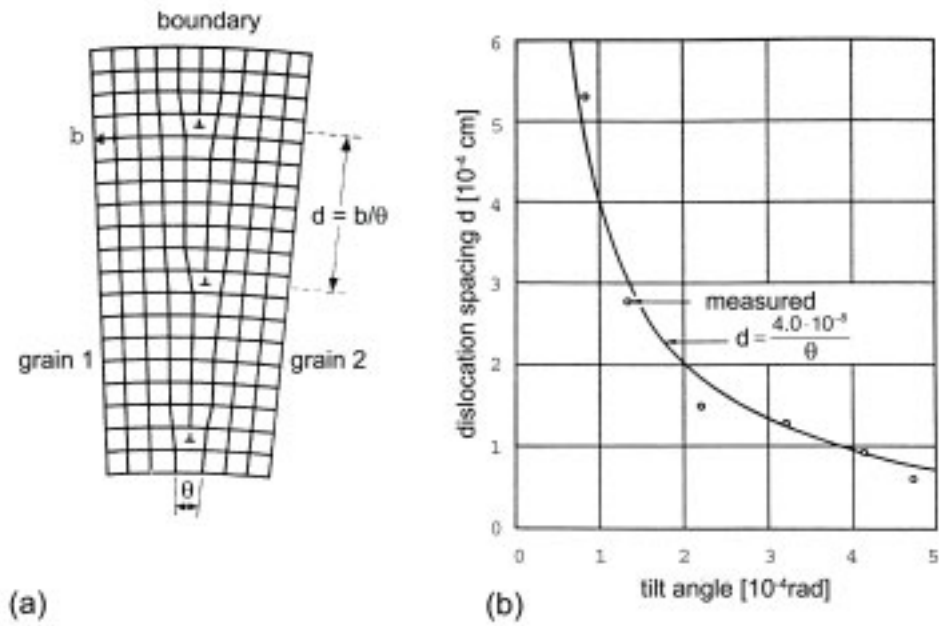 boundary
b
d = b/θ
grain 1
grain 2
θ
(a)
dislocation spacing d [10⁻⁴ cm]
6
5
4
3
2
1
0
measured
d = 4.0·10⁻⁸/θ
0 1 2 3 4 5
tilt angle [10⁻⁴rad]
(b)